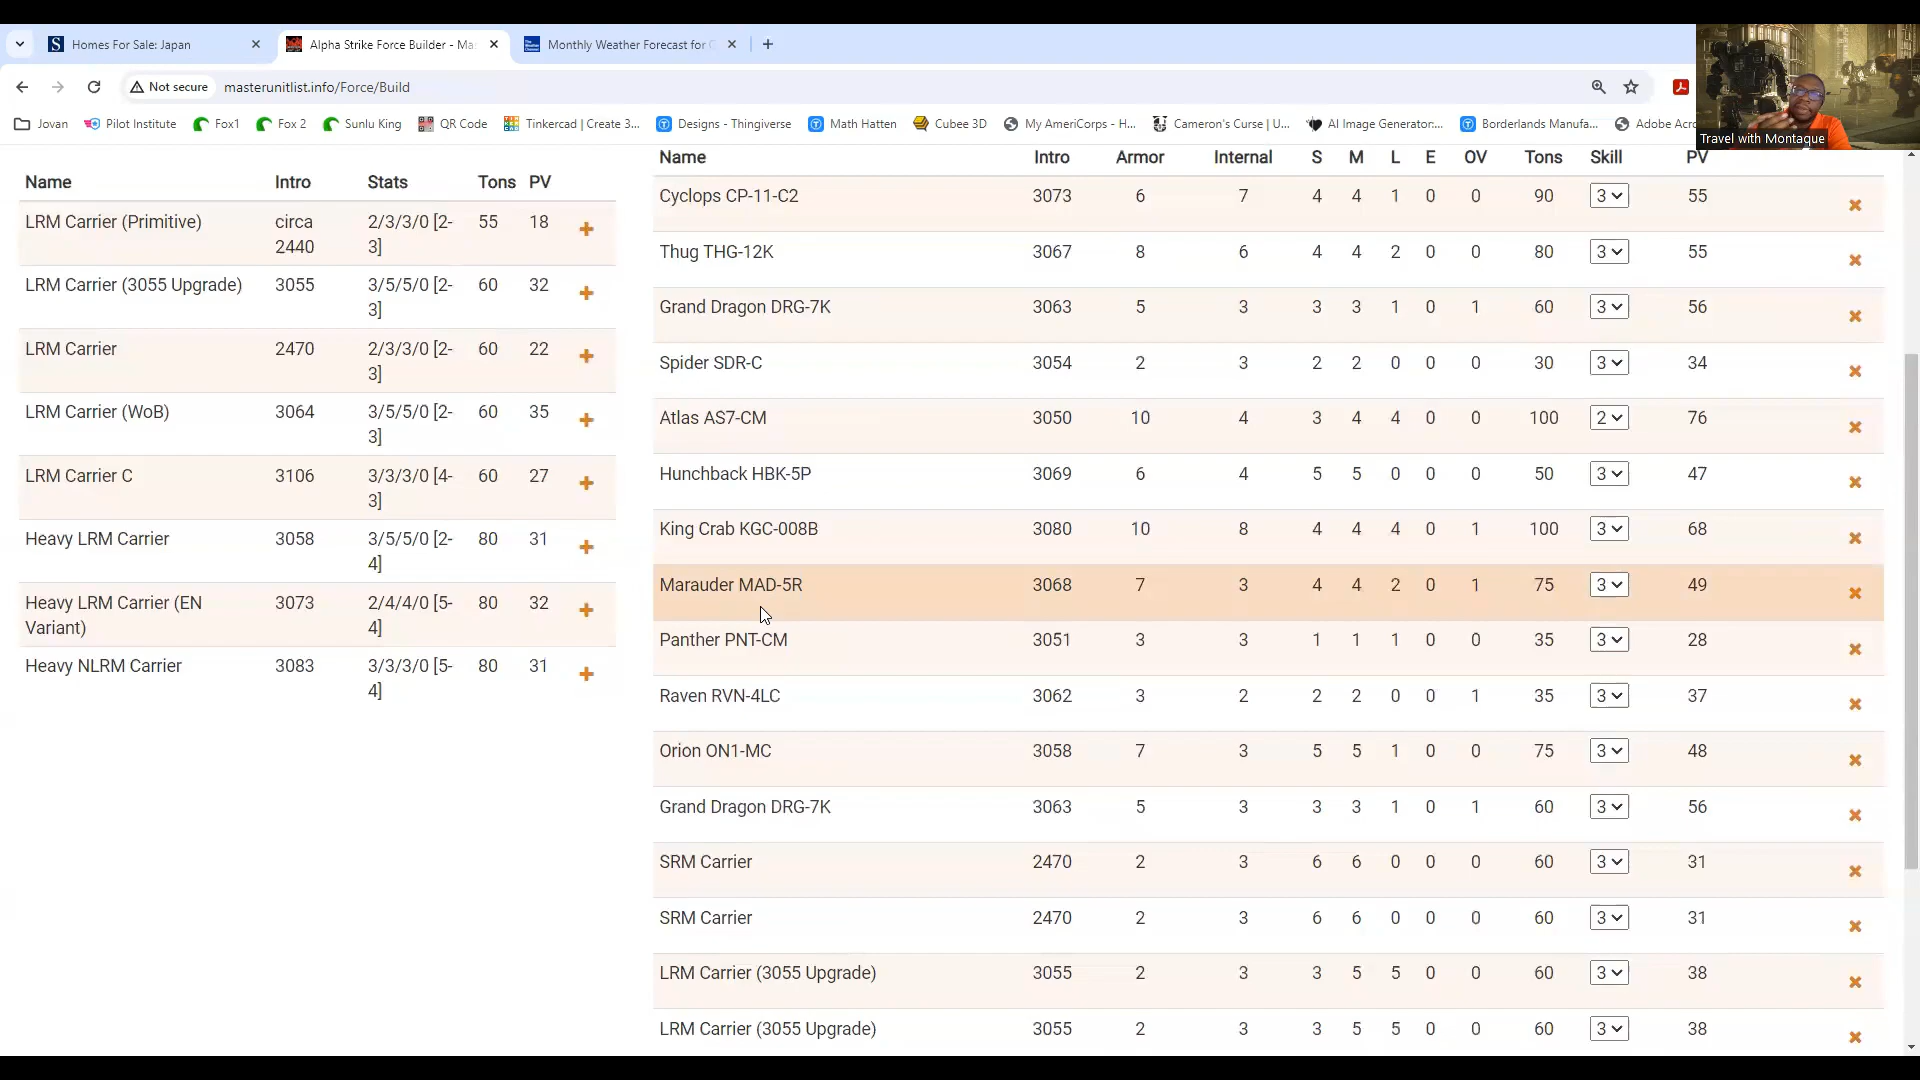 Homes For Sale: Japan
Alpha Strike Force Builder - Ma
Monthly Weather Forecast for
Not secure
masterunitlist.info/Force/Build
Jovan
Pilot Institute
Fox1
Fox 2
Sunlu King
QR Code
Tinkercad | Create 3...
Designs - Thingiverse
Math Hatten
Cubee 3D
My AmeriCorps - H...
Cameron's Curse | U...
AI Image Generator:...
Borderlands Manufa...
Adobe Acro
Travel with Montaque
Name Intro Stats Tons PV
LRM Carrier (Primitive) circa 2440 2/3/3/0 [2-3] 55 18
LRM Carrier (3055 Upgrade) 3055 3/5/5/0 [2-3] 60 32
LRM Carrier 2470 2/3/3/0 [2-3] 60 22
LRM Carrier (WoB) 3064 3/5/5/0 [2-3] 60 35
LRM Carrier C 3106 3/3/3/0 [4-3] 60 27
Heavy LRM Carrier 3058 3/5/5/0 [2-4] 80 31
Heavy LRM Carrier (EN Variant) 3073 2/4/4/0 [5-4] 80 32
Heavy NLRM Carrier 3083 3/3/3/0 [5-4] 80 31
Name Intro Armor Internal S M L E OV Tons Skill PV
Cyclops CP-11-C2 3073 6 7 4 4 1 0 0 90 3 55
Thug THG-12K 3067 8 6 4 4 2 0 0 80 3 55
Grand Dragon DRG-7K 3063 5 3 3 3 1 0 1 60 3 56
Spider SDR-C 3054 2 3 2 2 0 0 0 30 3 34
Atlas AS7-CM 3050 10 4 3 4 4 0 0 100 2 76
Hunchback HBK-5P 3069 6 4 5 5 0 0 0 50 3 47
King Crab KGC-008B 3080 10 8 4 4 4 0 1 100 3 68
Marauder MAD-5R 3068 7 3 4 4 2 0 1 75 3 49
Panther PNT-CM 3051 3 3 1 1 1 0 0 35 3 28
Raven RVN-4LC 3062 3 2 2 2 0 0 1 35 3 37
Orion ON1-MC 3058 7 3 5 5 1 0 0 75 3 48
Grand Dragon DRG-7K 3063 5 3 3 3 1 0 1 60 3 56
SRM Carrier 2470 2 3 6 6 0 0 0 60 3 31
SRM Carrier 2470 2 3 6 6 0 0 0 60 3 31
LRM Carrier (3055 Upgrade) 3055 2 3 3 5 5 0 0 60 3 38
LRM Carrier (3055 Upgrade) 3055 2 3 3 5 5 0 0 60 3 38